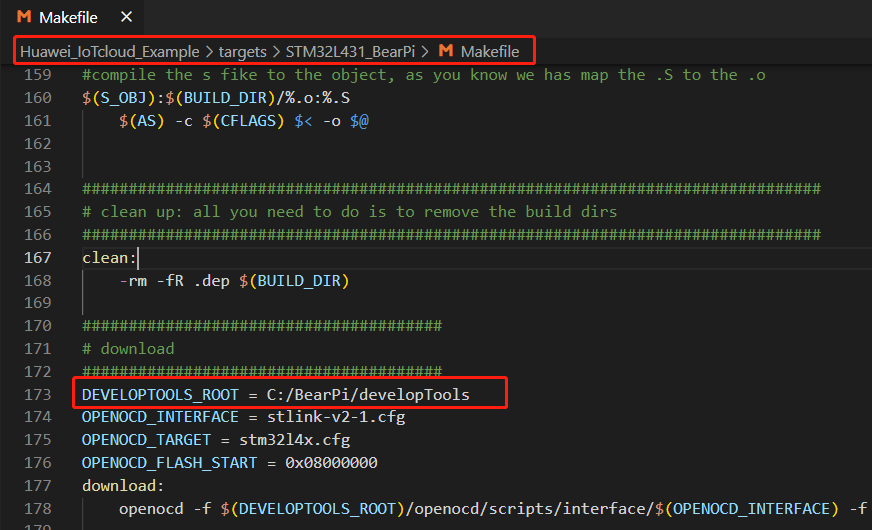 Makefile ×
Huawei_IoTcloud_Example > targets > STM32L431_BearPi > Makefile
159 #compile the s fike to the object, as you know we has map the .S to the .o
160 $(S_OBJ):$(BUILD_DIR)/%.o:%.S
161 $(AS) -c $(CFLAGS) $< -o $@
162
163
164 ################################################################################
165 # clean up: all you need to do is to remove the build dirs
166 ################################################################################
167 clean:
168 -rm -fR .dep $(BUILD_DIR)
169
170 #######################################
171 # download
172 #######################################
173 DEVELOPTOOLS_ROOT = C:/BearPi/developTools
174 OPENOCD_INTERFACE = stlink-v2-1.cfg
175 OPENOCD_TARGET = stm32l4x.cfg
176 OPENOCD_FLASH_START = 0x08000000
177 download:
178 openocd -f $(DEVELOPTOOLS_ROOT)/openocd/scripts/interface/$(OPENOCD_INTERFACE) -f